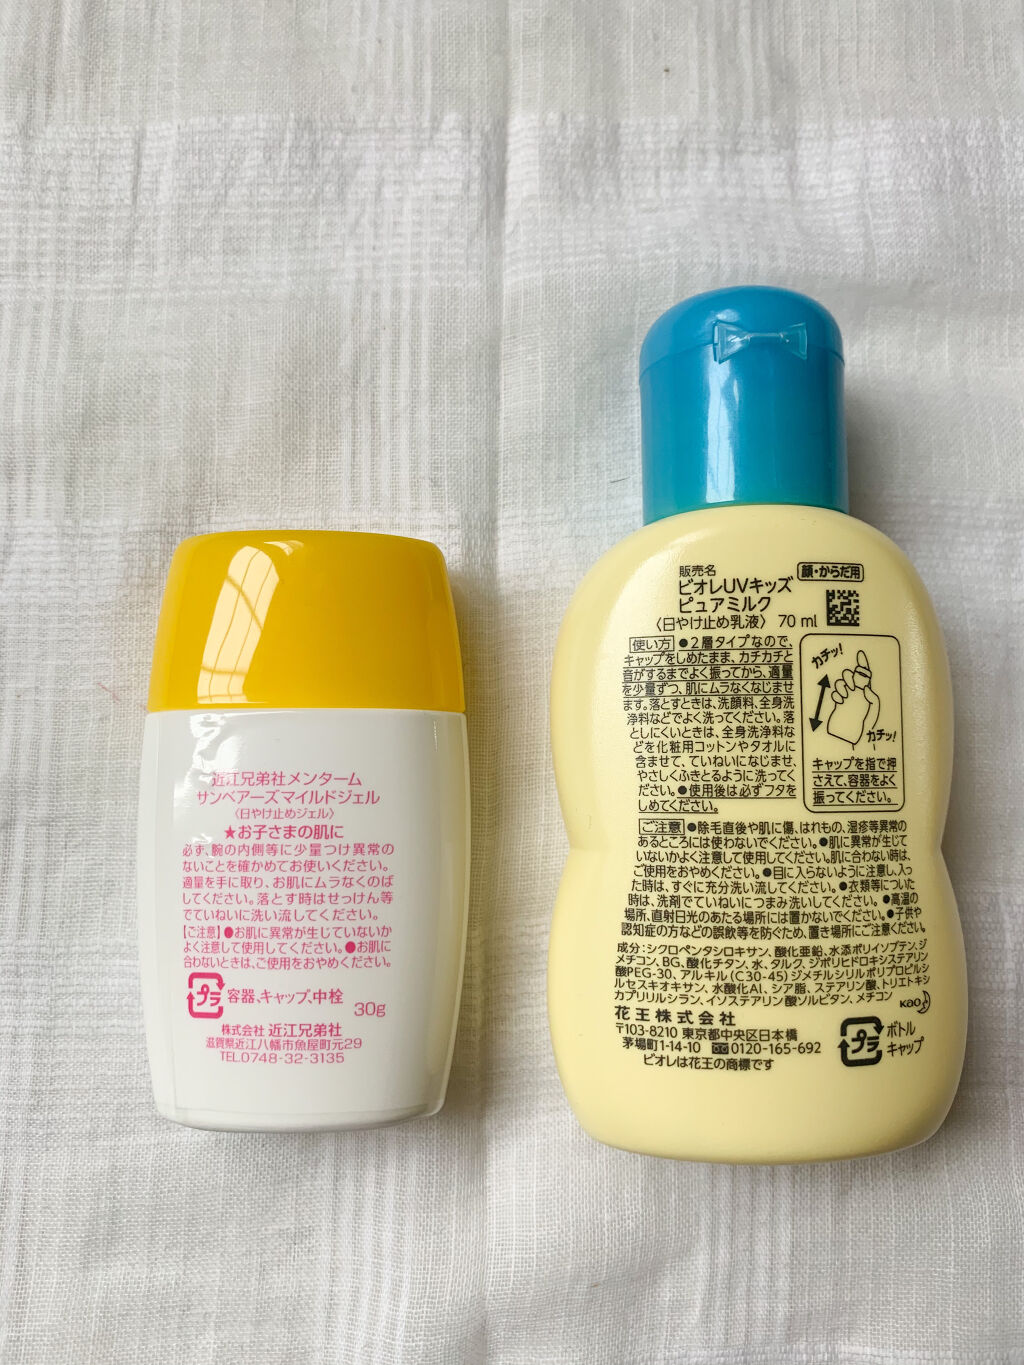 近江兄弟社メンターム
サンベアーズマイルドジェル
〈日やけ止めジェル〉
★お子さまの肌に
必ず、腕の内側等に少量つけ異常の
ないことを確かめてお使いください。
適量を手に取り、お肌にムラなくのば
してください。落とす時はせっけん等
でていねいに洗い流してください。
【ご注意】●お肌に異常が生じていないか
よく注意して使用してください。●お肌に
合わないときは、ご使用をおやめください。
プラ
容器、キャップ、中栓
30g
株式会社 近江兄弟社
滋賀県近江八幡市魚屋町元29
TEL0748-32-3135
販売名
顔・からだ用
ビオレUVキッズ
ピュアミルク
〈日やけ止め乳液〉 70 ml
使い方 ●2層タイプなので、
キャップをしめたまま、カチカチと
音がするまでよく振ってから、適量
を少量ずつ、肌にムラなくなじませ
ます。落とすときは、洗顔料、全身洗
浄料などでよく洗ってください。落
としにくいときは、全身洗浄料な
どを化粧用コットンやタオルに
含ませて、ていねいになじませ、
やさしくふきとるように洗ってく
ださい。●使用後は必ずフタを
しめてください。
カチッ!
カチッ!
キャップを指で押
さえて、容器をよく
振ってください。
ご注意 ●除毛直後や肌に傷、はれもの、湿疹等異常の
あるところには使わないでください。●肌に異常が生じて
いないかよく注意して使用してください。肌に合わない時は、
ご使用をおやめください。●目に入らないように注意し、入っ
た時は、すぐに充分洗い流してください。●衣類等についた
時は、洗剤でていねいにつまみ洗いしてください。●高温の
場所、直射日光のあたる場所には置かないでください。●子供や
認知症の方などの誤飲等を防ぐため、置き場所にご注意ください。
成分：シクロペンタシロキサン、酸化亜鉛、水添ポリイソブテン、ジ
メチコン、BG、酸化チタン、水、タルク、ジポリヒドロキシステアリン
酸PEG-30、アルキル(C30-45)ジメチルシリルポリプロピルシ
ルセスキオキサン、水酸化Al、シア脂、ステアリン酸、トリエトキシ
カプリリルシラン、イソステアリン酸ソルビタン、メチコン
Kao
花王株式会社
〒103-8210 東京都中央区日本橋
茅場町1-14-10 0120-165-692
ビオレは花王の商標です
プラ
ボトル
キャップ